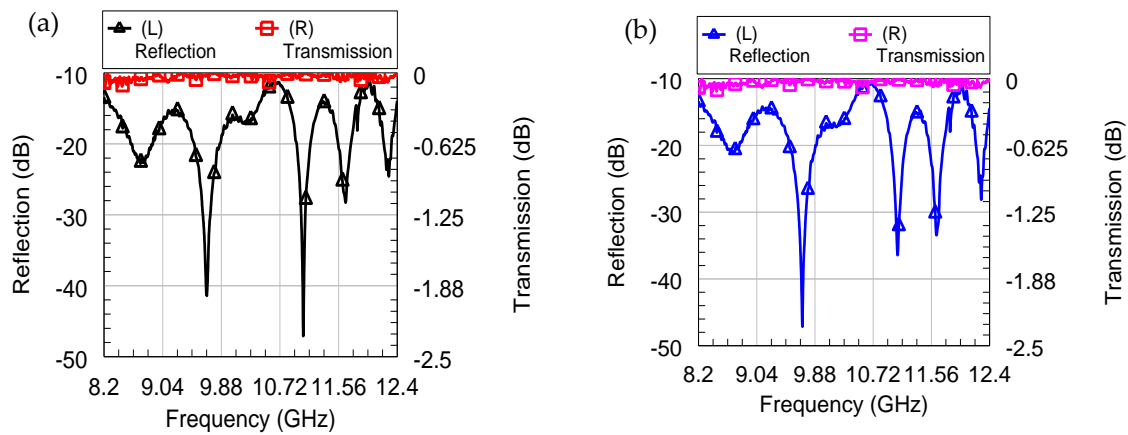 (a)
(L) Reflection
(R) Transmission
Reflection (dB)
-10
-20
-30
-40
-50
0
-0.625
-1.25
-1.88
-2.5
Transmission (dB)
8.2 9.04 9.88 10.72 11.56 12.4
Frequency (GHz)
(b)
(L) Reflection
(R) Transmission
Reflection (dB)
-10
-20
-30
-40
-50
0
-0.625
-1.25
-1.88
-2.5
Transmission (dB)
8.2 9.04 9.88 10.72 11.56 12.4
Frequency (GHz)